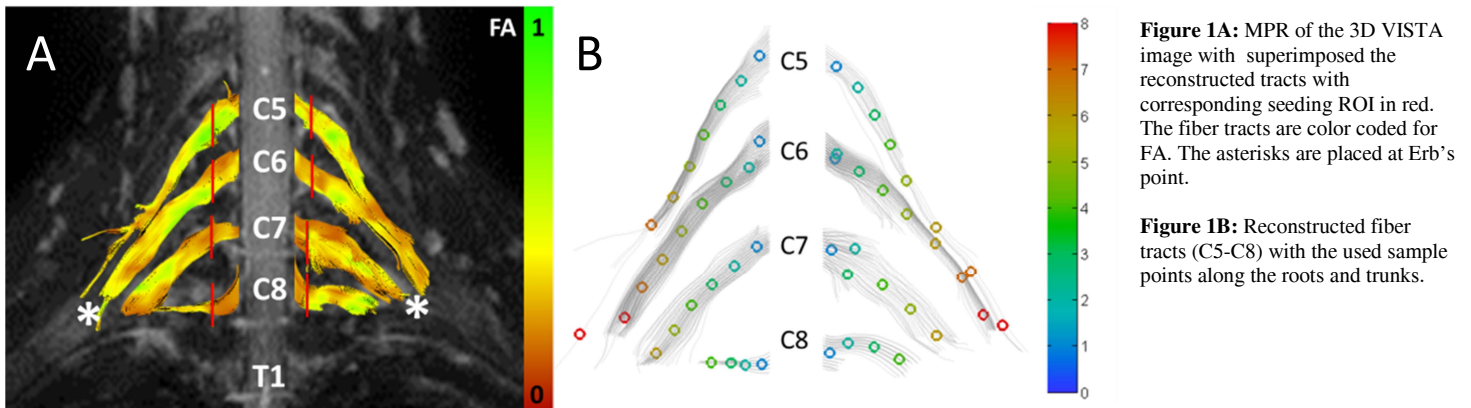 A
FA
1
0
C5
C6
C7
C8
T1
*
*
B
C5
C6
C7
C8
8
7
6
5
4
3
2
1
0
Figure 1A: MPR of the 3D VISTA
image with superimposed the
reconstructed tracts with
corresponding seeding ROI in red.
The fiber tracts are color coded for
FA. The asterisks are placed at Erb's
point.
Figure 1B: Reconstructed fiber
tracts (C5-C8) with the used sample
points along the roots and trunks.